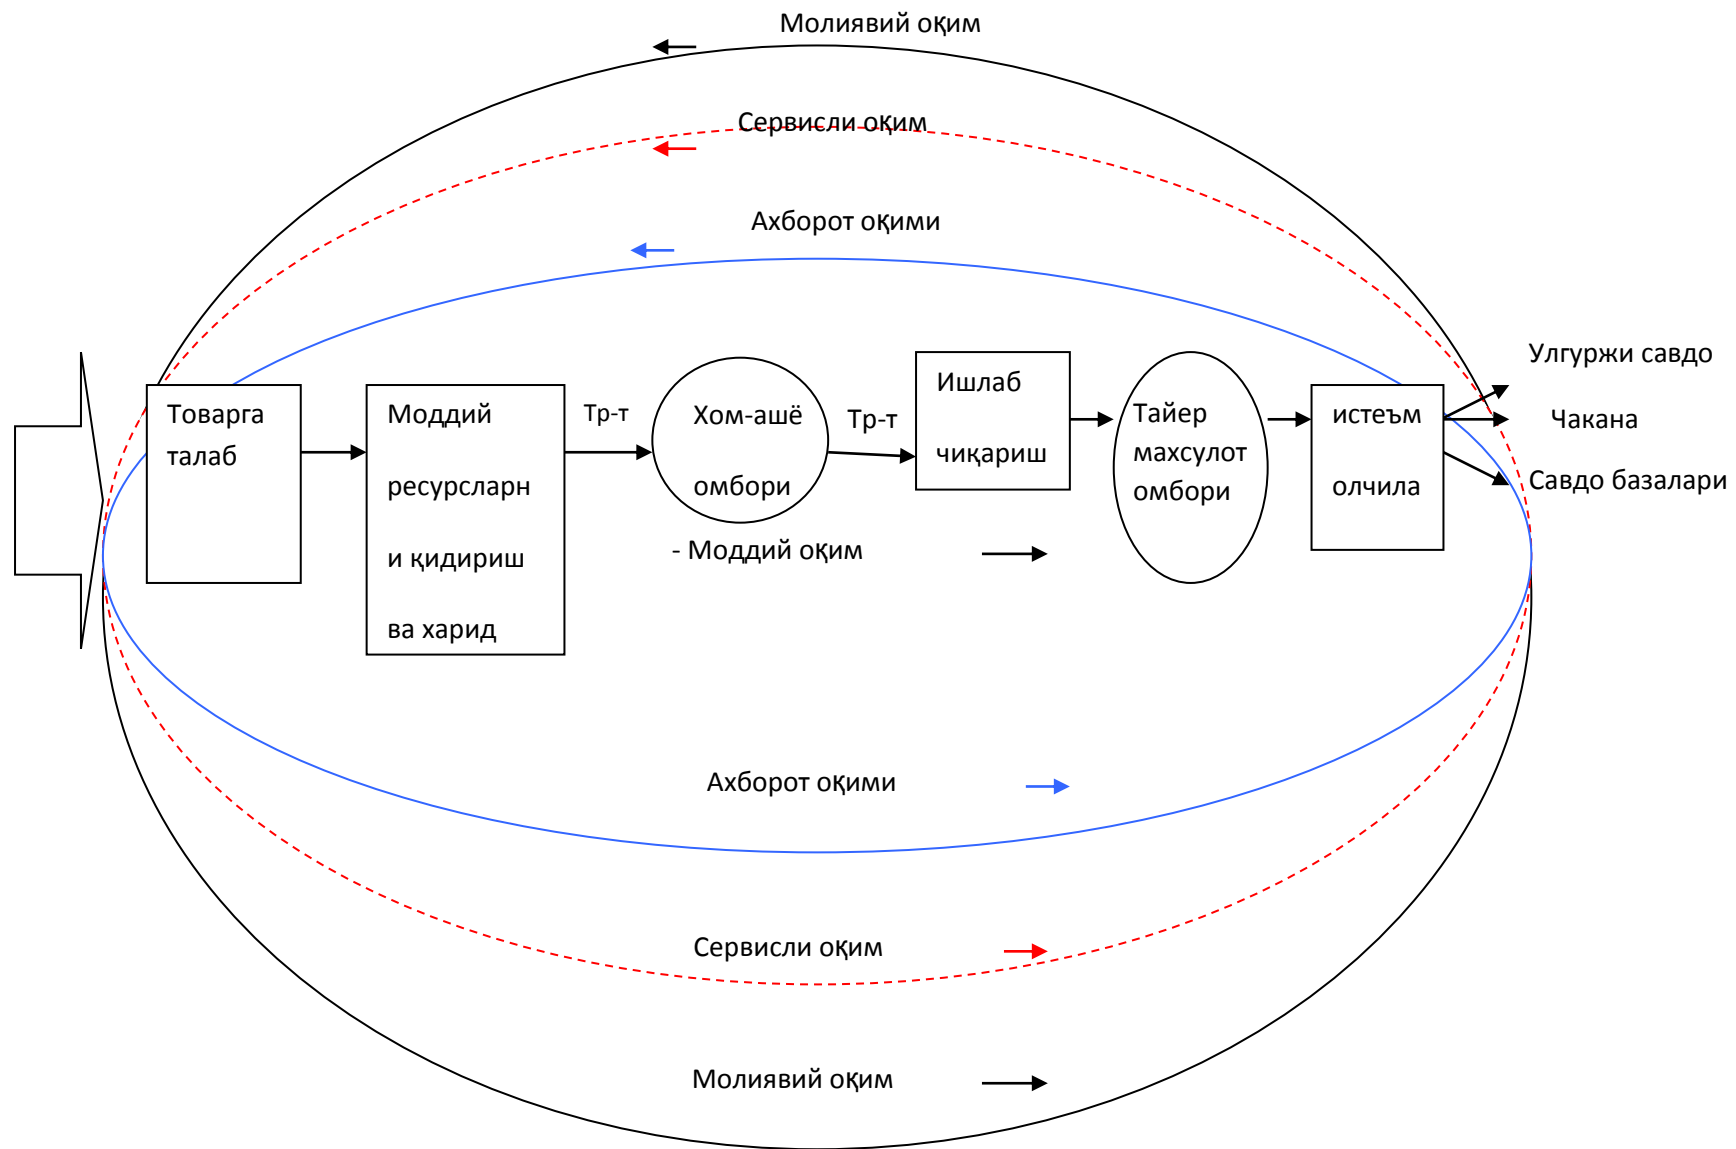 Молиявий оқим
Сервисли оқим
Ахборот оқими
Товарга
талаб
Моддий
ресурсларн
и қидириш
ва харид
Тр-т
Хом-ашё
омбори
Тр-т
Ишлаб
чиқариш
Тайер
махсулот
омбори
истеъм
олчила
Улгуржи савдо
Чакана
Савдо базалари
- Моддий оқим
Ахборот оқими
Сервисли оқим
Молиявий оқим